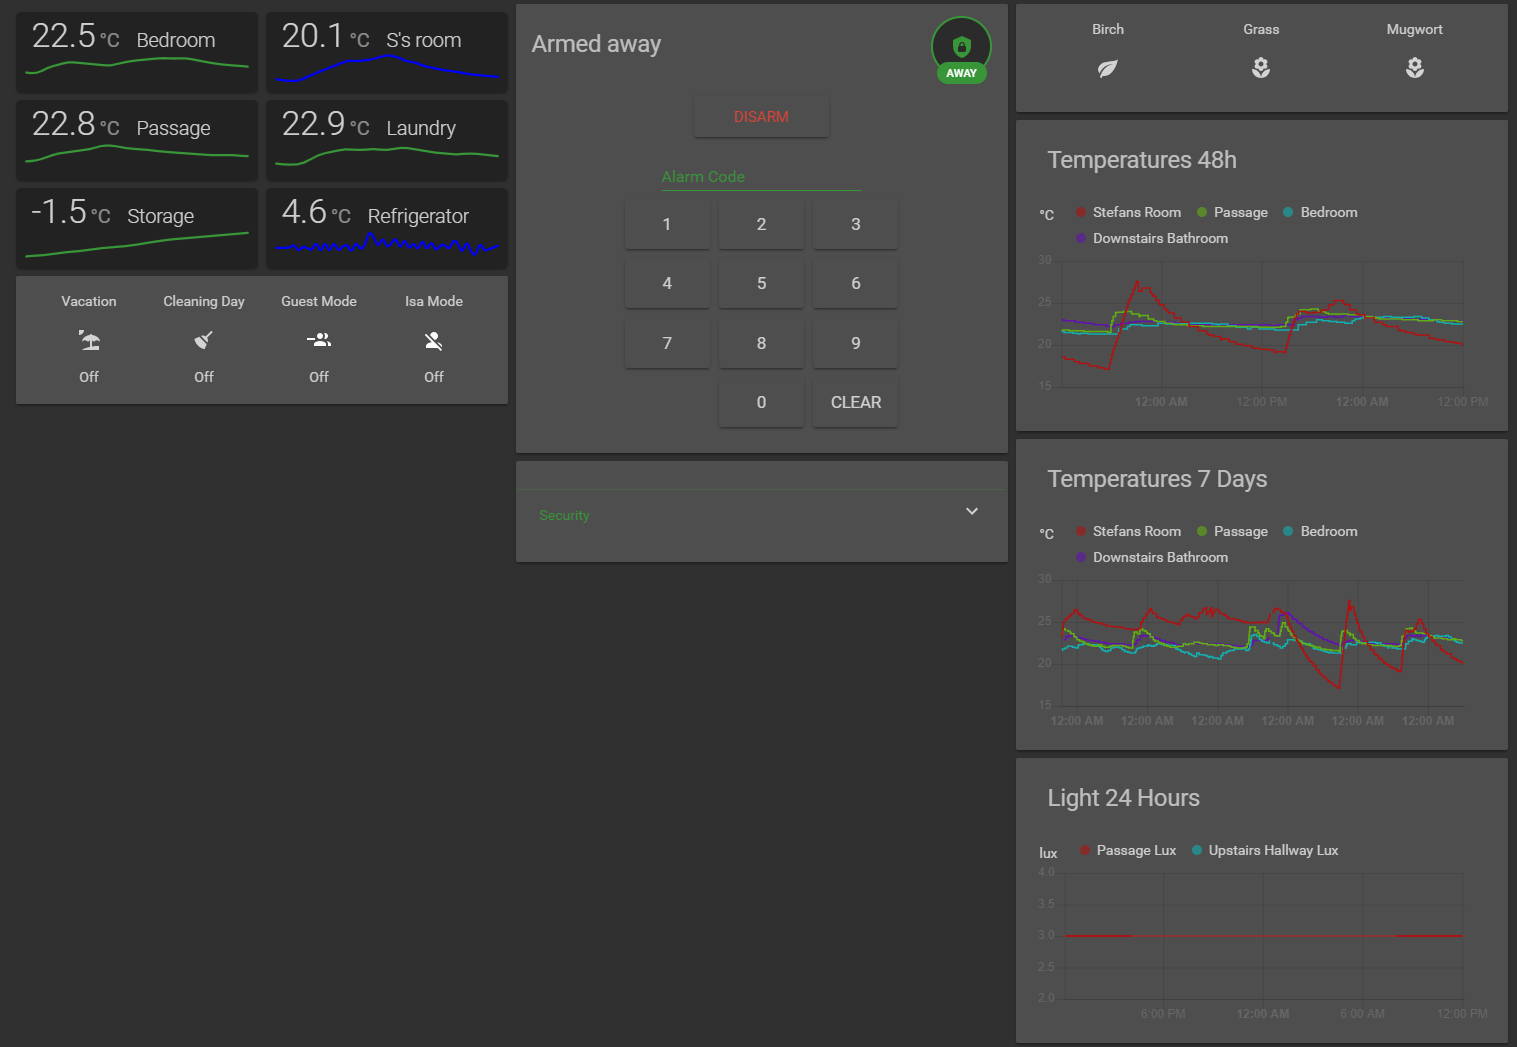 22.5 °C Bedroom
20.1 °C S's room
22.8 °C Passage
22.9 °C Laundry
-1.5 °C Storage
4.6 °C Refrigerator
Vacation Cleaning Day Guest Mode Isa Mode
Off Off Off Off
Armed away
AWAY
DISARM
Alarm Code
1 2 3
4 5 6
7 8 9
0 CLEAR
Security
Birch Grass Mugwort
Temperatures 48h
°C Stefans Room Passage Bedroom
Downstairs Bathroom
30
25
20
15
12:00 AM 12:00 PM 12:00 AM 12:00 PM
Temperatures 7 Days
°C Stefans Room Passage Bedroom
Downstairs Bathroom
30
25
20
15
12:00 AM 12:00 AM 12:00 AM 12:00 AM 12:00 AM 12:00 AM
Light 24 Hours
lux Passage Lux Upstairs Hallway Lux
4.0
3.5
3.0
2.5
2.0
6:00 PM 12:00 AM 6:00 AM 12:00 PM